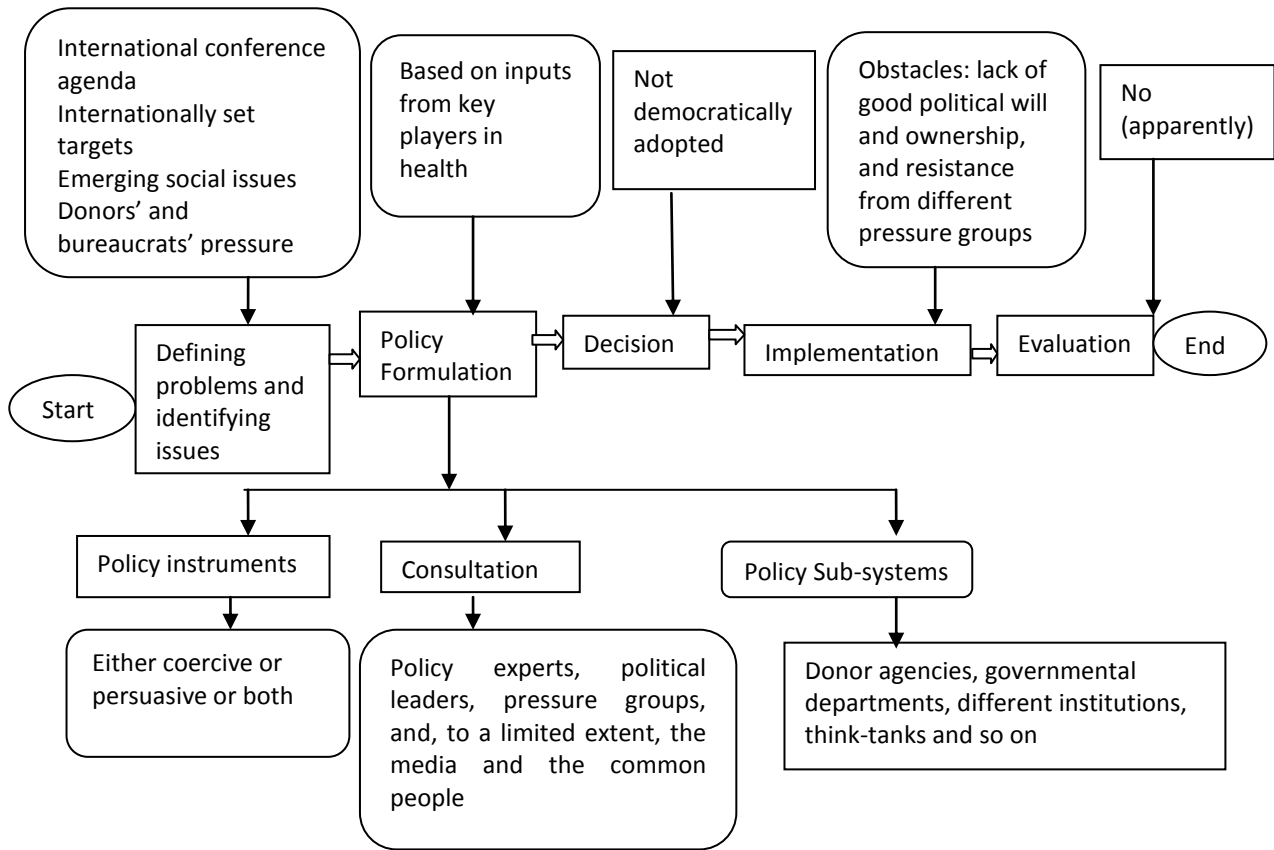 International conference
agenda
Internationally set
targets
Emerging social issues
Donors’ and
bureaucrats’ pressure
Based on inputs
from key
players in
health
Not
democratically
adopted
Obstacles: lack of
good political will
and ownership,
and resistance
from different
pressure groups
No
(apparently)
Start
Defining
problems and
identifying
issues
Policy
Formulation
Decision
Implementation
Evaluation
End
Policy instruments
Consultation
Policy Sub-systems
Either coercive or
persuasive or both
Policy experts, political
leaders, pressure groups,
and, to a limited extent, the
media and the common
people
Donor agencies, governmental
departments, different institutions,
think-tanks and so on